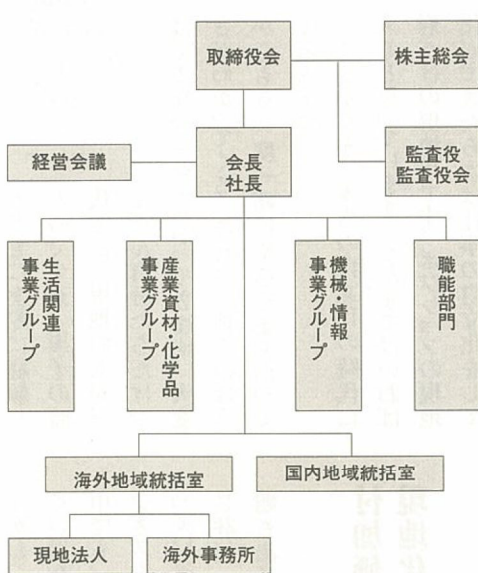 取締役会
株主総会
経営会議
会長
社長
監査役
監査役会
生活関連
事業グループ
産業資材・化学品
事業グループ
機械・情報
事業グループ
職能部門
海外地域統括室
国内地域統括室
現地法人
海外事務所